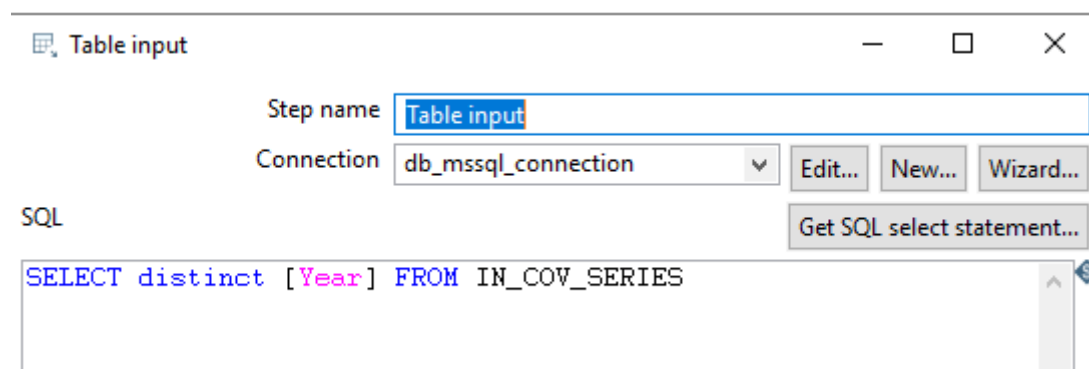 Table input
Step name Table input
Connection db_mssql_connection Edit... New... Wizard...
SQL Get SQL select statement...
SELECT distinct [Year] FROM IN_COV_SERIES